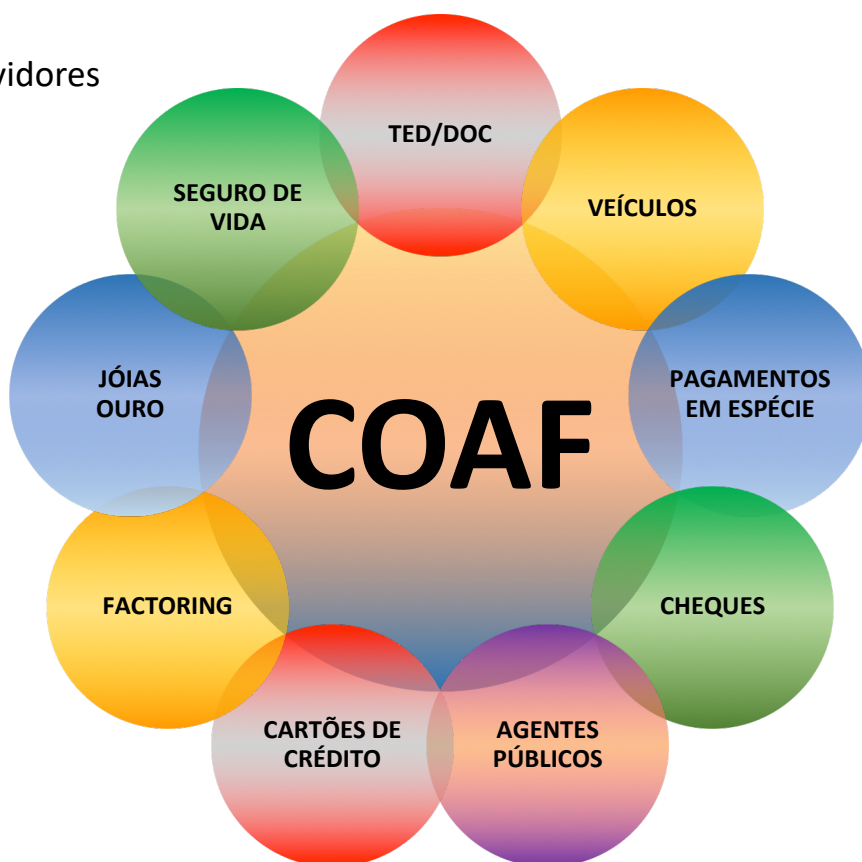 TED/DOC
SEGURO DE
VIDA
VEÍCULOS
JÓIAS
OURO
PAGAMENTOS
EM ESPÉCIE
COAF
FACTORING
CHEQUES
CARTÕES DE
CRÉDITO
AGENTES
PÚBLICOS